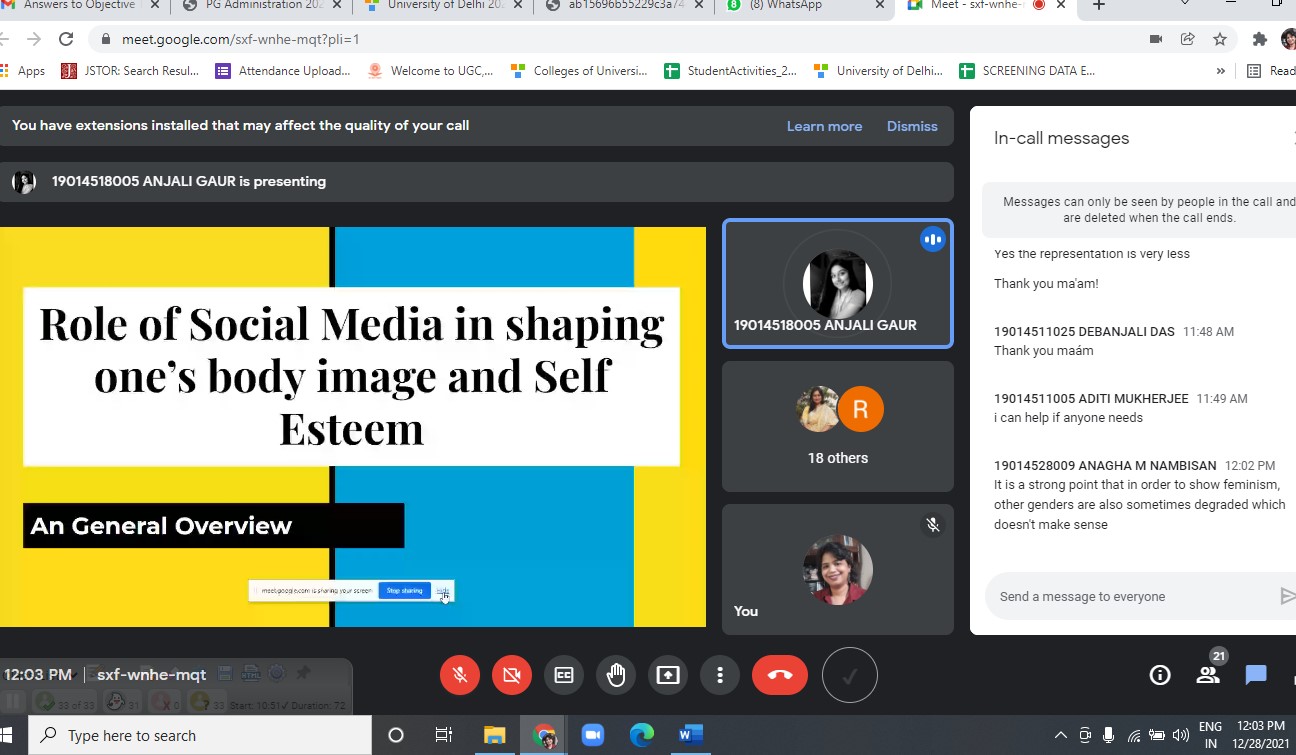 Answers to Objective
PG Administration 202
University of Delhi 20
ab15696b55229c3a74
(8) WhatsApp
Meet - sxf-wnhe-
meet.google.com/sxf-wnhe-mqt?pli=1
Apps
JSTOR: Search Resul...
Attendance Upload...
Welcome to UGC,...
Colleges of Universi...
StudentActivities_2...
University of Delhi...
SCREENING DATA E...
»
Read
You have extensions installed that may affect the quality of your call
Learn more
Dismiss
19014518005 ANJALI GAUR is presenting
Role of Social Media in shaping
one’s body image and Self
Esteem
An General Overview
meet.google.com is sharing your screen
Stop sharing
Hide
19014518005 ANJALI GAUR
R
18 others
You
In-call messages
Messages can only be seen by people in the call and
are deleted when the call ends.
Yes the representation is very less
Thank you ma'am!
19014511025 DEBANJALI DAS 11:48 AM
Thank you maám
19014511005 ADITI MUKHERJEE 11:49 AM
i can help if anyone needs
19014528009 ANAGHA M NAMBISAN 12:02 PM
It is a strong point that in order to show feminism,
other genders are also sometimes degraded which
doesn't make sense
Send a message to everyone
12:03 PM | sxf-wnhe-mqt
33 of 33
31
0
33
Start: 10:51 Duration: 72
21
Type here to search
ENG
IN
12:03 PM
12/28/2021